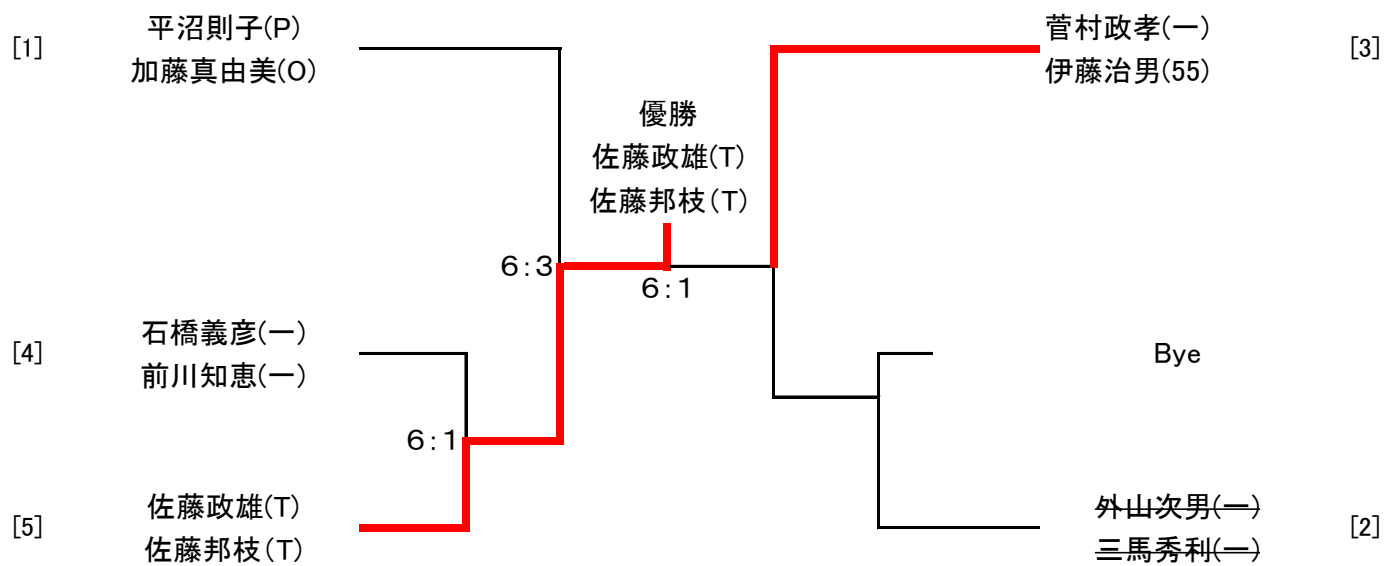 [1]
平沼則子(P)
加藤真由美(O)
菅村政孝(一)
伊藤治男(55)
[3]
優勝
佐藤政雄(T)
佐藤邦枝(T)
6:3
6:1
[4]
石橋義彦(一)
前川知恵(一)
Bye
6:1
[5]
佐藤政雄(T)
佐藤邦枝(T)
外山次男(一)
三馬秀利(一)
[2]